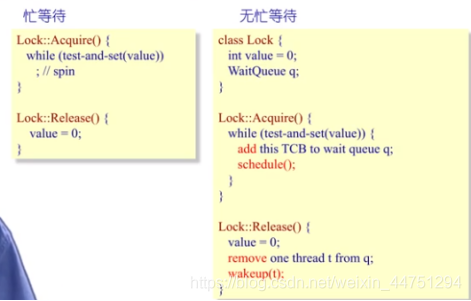 忙等待
Lock::Acquire() {
while (test-and-set(value))
; // spin
}
Lock::Release() {
value = 0;
}
无忙等待
class Lock {
int value = 0;
WaitQueue q;
}
Lock::Acquire() {
while (test-and-set(value)) {
add this TCB to wait queue q;
schedule();
}
}
Lock::Release() {
value = 0;
remove one thread t from q;
wakeup(t);
}
https://blog.csdn.net/weixin_44751294